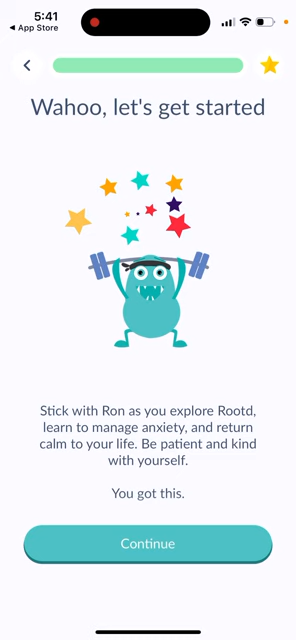 5:41
◀ App Store
Wahoo, let's get started
Stick with Ron as you explore Rootd,
learn to manage anxiety, and return
calm to your life. Be patient and kind
with yourself.
You got this.
Continue